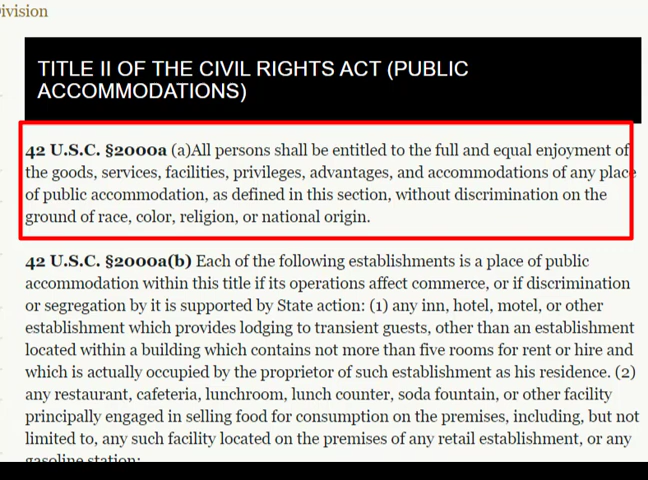 ivision
TITLE II OF THE CIVIL RIGHTS ACT (PUBLIC
ACCOMMODATIONS)
42 U.S.C. §2000a (a)All persons shall be entitled to the full and equal enjoyment of
the goods, services, facilities, privileges, advantages, and accommodations of any place
of public accommodation, as defined in this section, without discrimination on the
ground of race, color, religion, or national origin.
42 U.S.C. §2000a(b) Each of the following establishments is a place of public
accommodation within this title if its operations affect commerce, or if discrimination
or segregation by it is supported by State action: (1) any inn, hotel, motel, or other
establishment which provides lodging to transient guests, other than an establishment
located within a building which contains not more than five rooms for rent or hire and
which is actually occupied by the proprietor of such establishment as his residence. (2)
any restaurant, cafeteria, lunchroom, lunch counter, soda fountain, or other facility
principally engaged in selling food for consumption on the premises, including, but not
limited to, any such facility located on the premises of any retail establishment, or any
gasoline station;